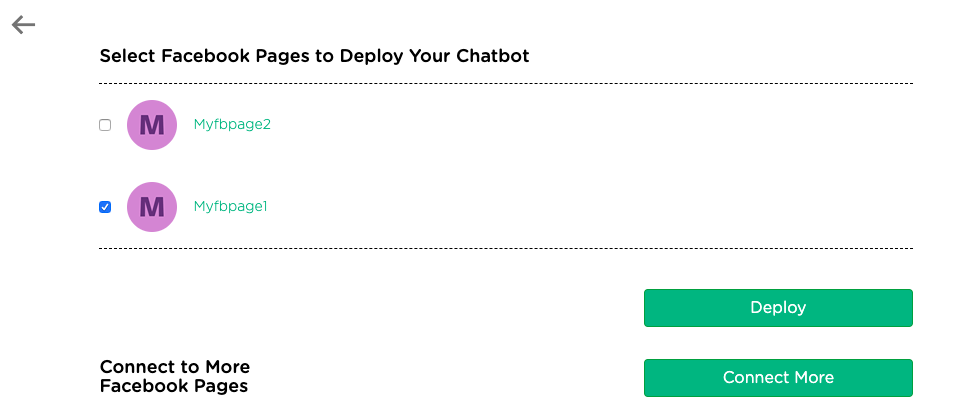 Select Facebook Pages to Deploy Your Chatbot
M Myfbpage2
M Myfbpage1
Deploy
Connect to More
Facebook Pages
Connect More